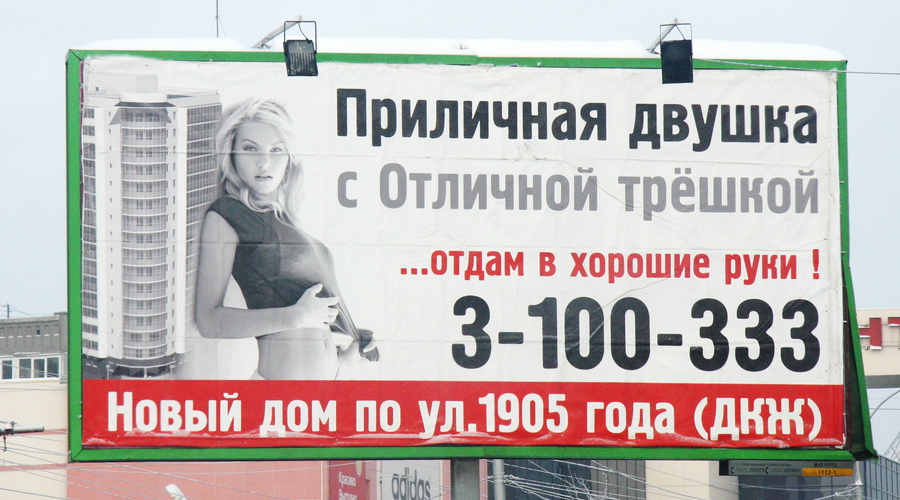 Приличная двушка
с Отличной трёшкой
...отдам в хорошие руки !
3-100-333
Новый дом по ул.1905 года (ДКЖ)
adidas